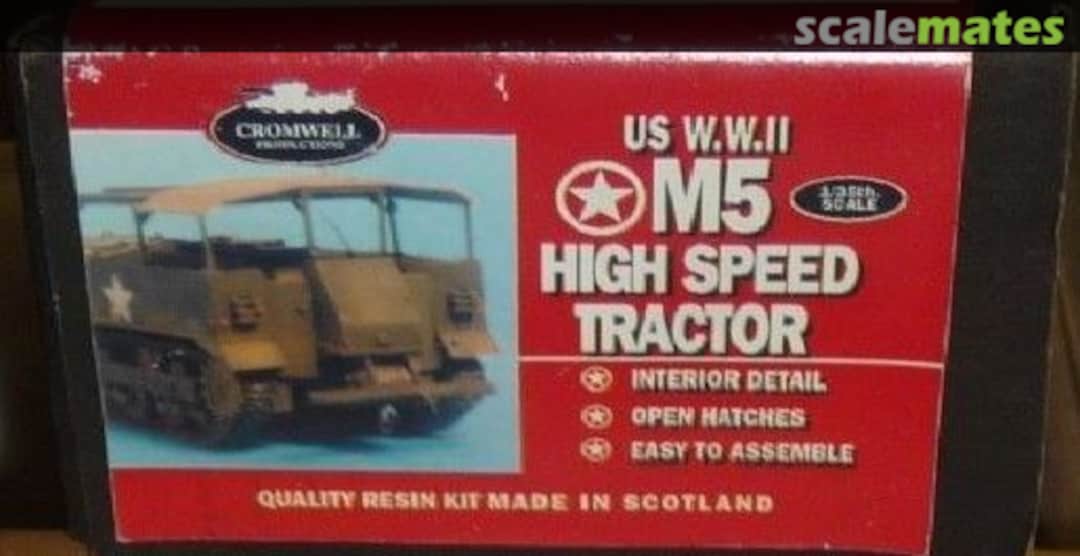 scalemates
CROMWELL
PRODUCTIONS
US W.W.II
M5
1/35th
SCALE
HIGH SPEED
TRACTOR
INTERIOR DETAIL
OPEN HATCHES
EASY TO ASSEMBLE
QUALITY RESIN KIT MADE IN SCOTLAND